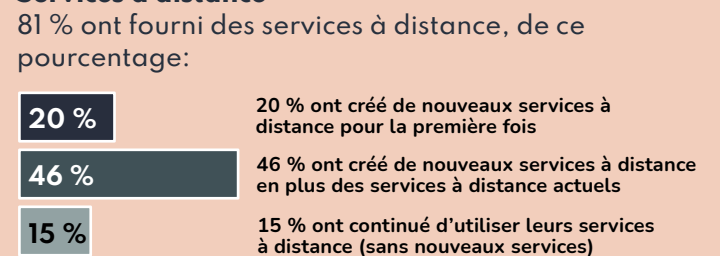 Services à distance
81 % ont fourni des services à distance, de ce
pourcentage:
20 %
20 % ont créé de nouveaux services à
distance pour la première fois
46 %
46 % ont créé de nouveaux services à distance
en plus des services à distance actuels
15 %
15 % ont continué d’utiliser leurs services
à distance (sans nouveaux services)